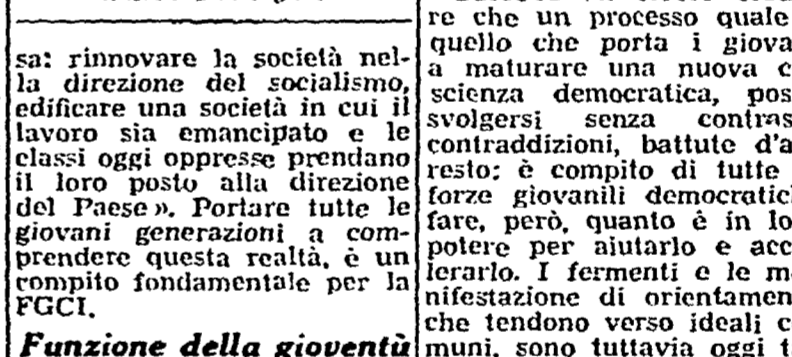 sa: rinnovare la società nel-
la direzione del socialismo,
edificare una società in cui il
lavoro sia emancipato e le
classi oggi oppresse prendano
il loro posto alla direzione
del Paese». Portare tutte le
giovani generazioni a com-
prendere questa realtà, è un
compito fondamentale per la
FGCI.
Funzione della gioventù
re che un processo quale
quello che porta i giova
a maturare una nuova c
scienza democratica, pos
svolgersi senza contras
contraddizioni, battute d'a
resto: è compito di tutte
forze giovanili democratic
fare, però, quanto è in lo
potere per aiutarlo e acc
lerarlo. I fermenti e le m
nifestazione di orientamen
che tendono verso ideali c
muni, sono tuttavia oggi t